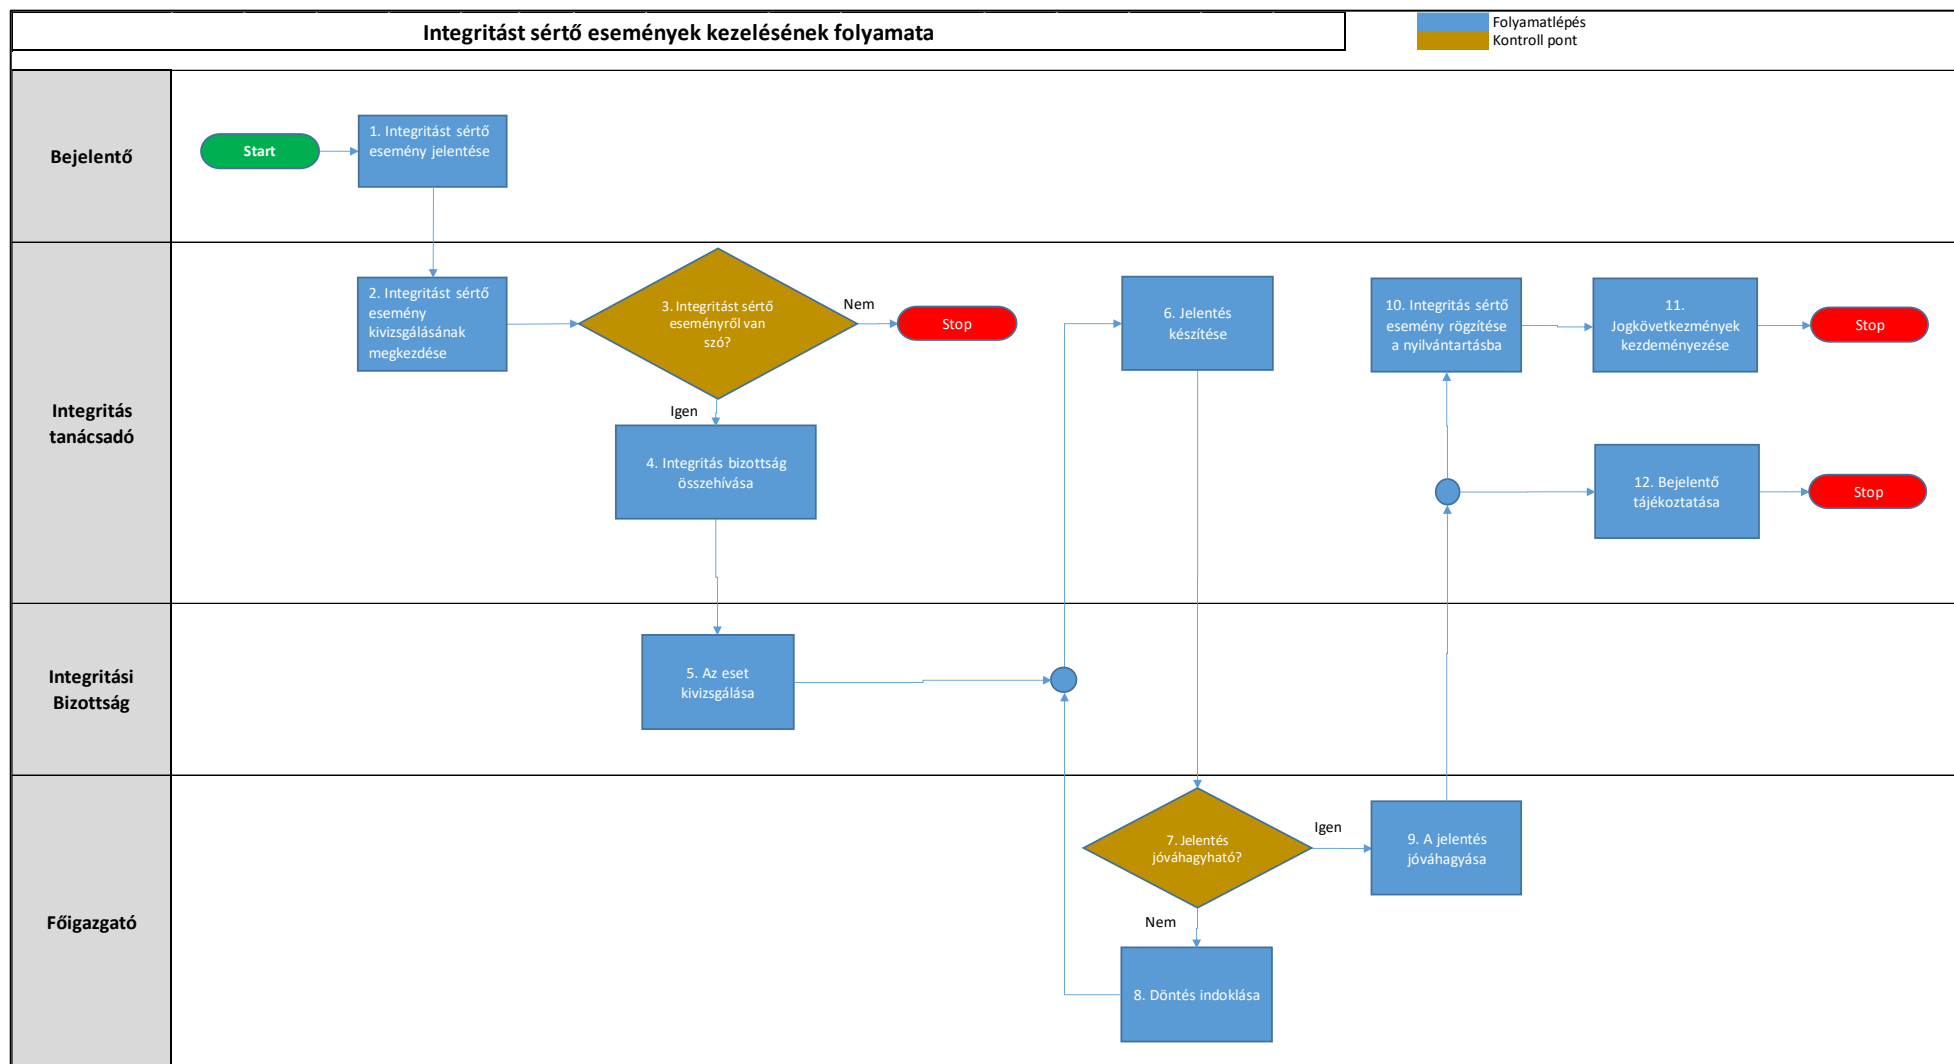 Integritást sértő események kezelésének folyamata
Folyamatlépés
Kontroll pont
Bejelentő
Start
1. Integritást sértő
esemény jelentése
Integritás
tanácsadó
2. Integritást sértő
esemény
kivizsgálásának
megkezdése
3. Integritást sértő
eseményről van
szó?
Nem
Stop
Igen
4. Integritás bizottság
összehívása
6. Jelentés
készítése
10. Integritás sértő
esemény rögzítése
a nyilvántartásba
11.
Jogkövetkezmények
kezdeményezése
Stop
12. Bejelentő
tájékoztatása
Stop
Integritási
Bizottság
5. Az eset
kivizsgálása
Főigazgató
7. Jelentés
jóváhagyható?
Igen
9. A jelentés
jóváhagyása
Nem
8. Döntés indoklása